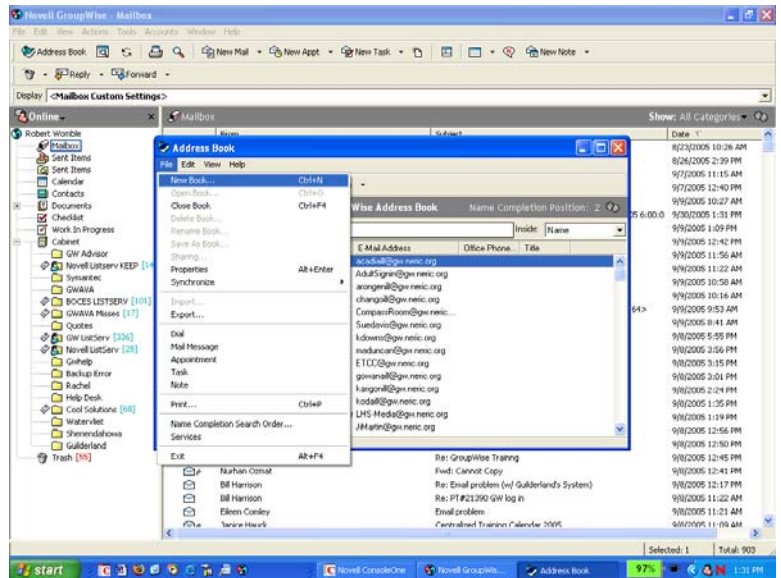 Novell GroupWise - Mailbox
File Edit View Actions Tools Accounts Window Help
Address Book New Mail New Appt New Task New Note
Reply Forward
Display <Mailbox Custom Settings>
Online Mailbox Show: All Categories
Robert Womble
Mailbox
Sent Items
Sent Items
Calendar
Contacts
Documents
Checklist
Work In Progress
Cabinet
GW Advisor
Novell Listserv KEEP
Symantec
GWAVA
BOCES LISTSERV [101]
GWAVA Misses [17]
Quotes
GW ListServ [336]
Novell ListServ [28]
Gwhelp
Backup Error
Rachel
Help Desk
Cool Solutions [68]
Watervliet
Shenendahowa
Guilderland
Trash [55]
From Subject Date
Address Book
File Edit View Help
New Book... Ctrl+N
Open Book... Ctrl+O
Close Book Ctrl+F4
Delete Book...
Rename Book...
Save As Book...
Sharing...
Properties Alt+Enter
Synchronize
Import...
Export...
Dial
Mail Message
Appointment
Task
Note
Print... Ctrl+P
Name Completion Search Order...
Services
Exit Alt+F4
Wise Address Book Name Completion Position: 2
Inside: Name
E-Mail Address Office Phone... Title
acadiaill@gw.neric.org
AdultSignin@gw.neric.org
arongenill@gw.neric.org
changoill@gw.neric.org
CompassRoom@gw.neric....
Suedavis@gw.neric.org
kdowns@gw.neric.org
maduncan@gw.neric.org
ETCC@gw.neric.org
gowanaill@gw.neric.org
karigonill@gw.neric.org
kodaill@gw.neric.org
LHS-Media@gw.neric.org
JMartin@gw.neric.org
8/23/2005 10:26 AM
8/26/2005 2:39 PM
9/7/2005 11:15 AM
9/7/2005 12:40 PM
9/9/2005 10:27 AM
05 6:00:0 9/30/2005 1:31 PM
9/9/2005 1:09 PM
9/9/2005 12:42 PM
9/9/2005 11:56 AM
9/9/2005 11:22 AM
9/9/2005 10:58 AM
9/9/2005 10:16 AM
64> 9/9/2005 9:53 AM
9/9/2005 8:41 AM
9/8/2005 5:55 PM
9/8/2005 3:56 PM
9/8/2005 3:15 PM
9/8/2005 3:01 PM
9/8/2005 2:24 PM
9/8/2005 1:35 PM
9/8/2005 1:19 PM
9/8/2005 12:56 PM
9/8/2005 12:50 PM
Re: GroupWise Training 9/8/2005 12:45 PM
Nurhan Ozmat Fwd: Cannot Copy 9/8/2005 12:41 PM
Bill Harrison Re: Email problem (w/ Guilderland's System) 9/8/2005 12:17 PM
Bill Harrison Re: PT#21390 GW log in 9/8/2005 11:22 AM
Eileen Comley Email problem 9/8/2005 11:21 AM
Janice Hauck Centralized Training Calendar 2005 9/8/2005 11:09 AM
Selected: 1 Total: 903
start Novell ConsoleOne Novell GroupWis... Address Book 97% 1:31 PM